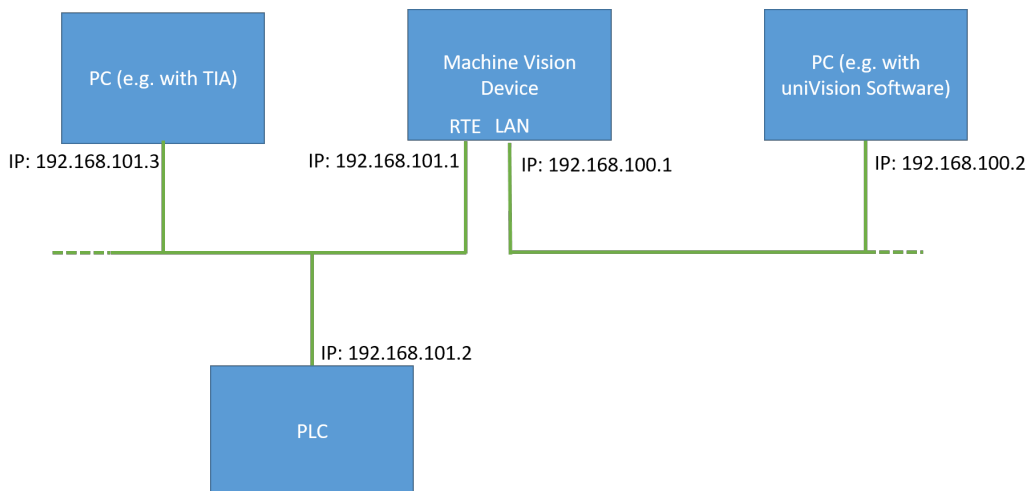 PC (e.g. with TIA)
Machine Vision
Device
RTE LAN
PC (e.g. with
uniVision Software)
IP: 192.168.101.3
IP: 192.168.101.1
IP: 192.168.100.1
IP: 192.168.100.2
IP: 192.168.101.2
PLC